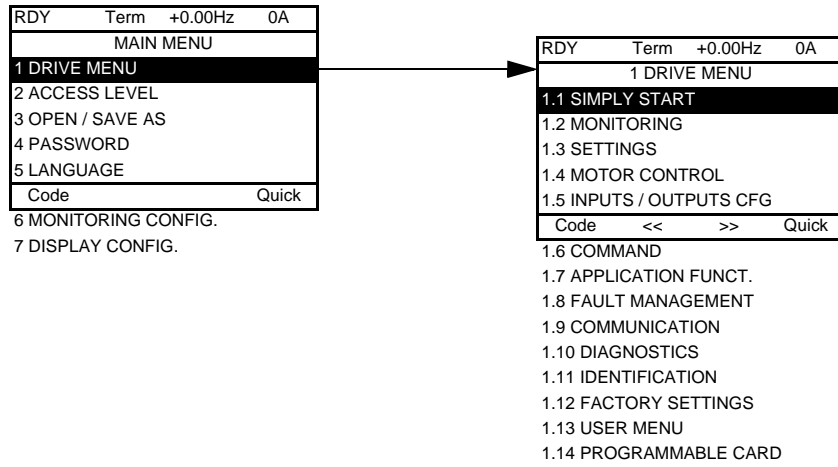 RDY Term +0.00Hz 0A
MAIN MENU
1 DRIVE MENU
2 ACCESS LEVEL
3 OPEN / SAVE AS
4 PASSWORD
5 LANGUAGE
Code Quick
6 MONITORING CONFIG.
7 DISPLAY CONFIG.
RDY Term +0.00Hz 0A
1 DRIVE MENU
1.1 SIMPLY START
1.2 MONITORING
1.3 SETTINGS
1.4 MOTOR CONTROL
1.5 INPUTS / OUTPUTS CFG
Code << >> Quick
1.6 COMMAND
1.7 APPLICATION FUNCT.
1.8 FAULT MANAGEMENT
1.9 COMMUNICATION
1.10 DIAGNOSTICS
1.11 IDENTIFICATION
1.12 FACTORY SETTINGS
1.13 USER MENU
1.14 PROGRAMMABLE CARD